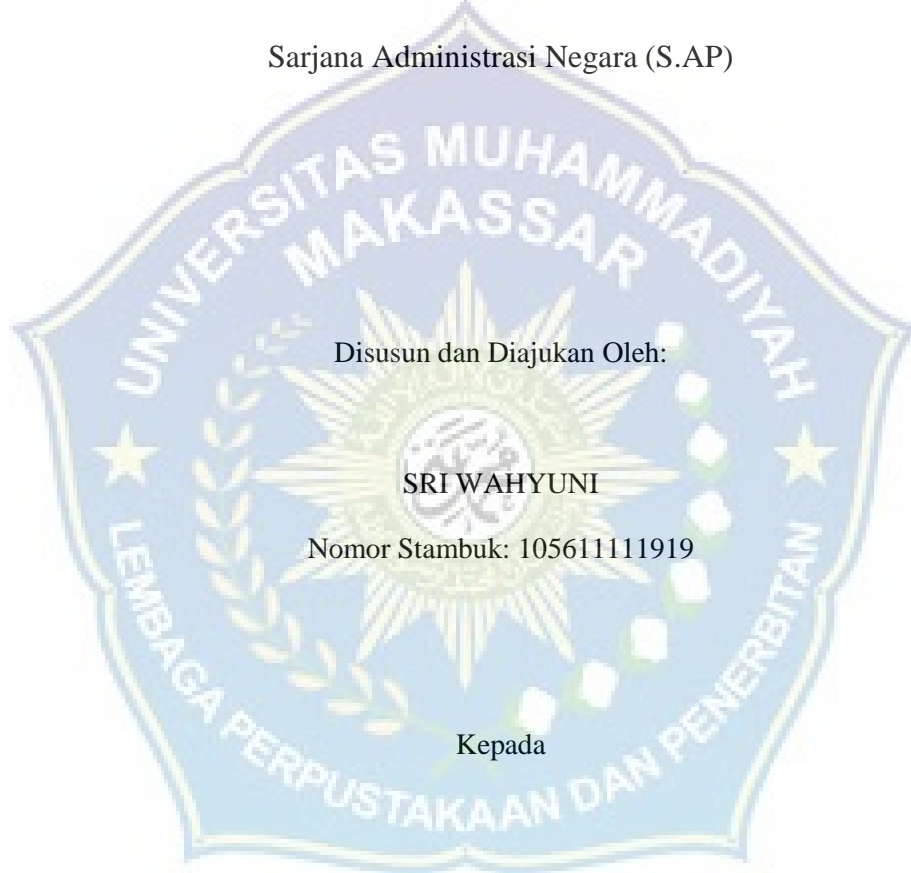 Sarjana Administrasi Negara (S.AP)
UNIVERSITAS MUHAMMADIYAH
MAKASSAR
Disusun dan Diajukan Oleh:
SRI WAHYUNI
Nomor Stambuk: 105611111919
Kepada
LEMBAGA PERPUSTAKAAN DAN PENERBITAN